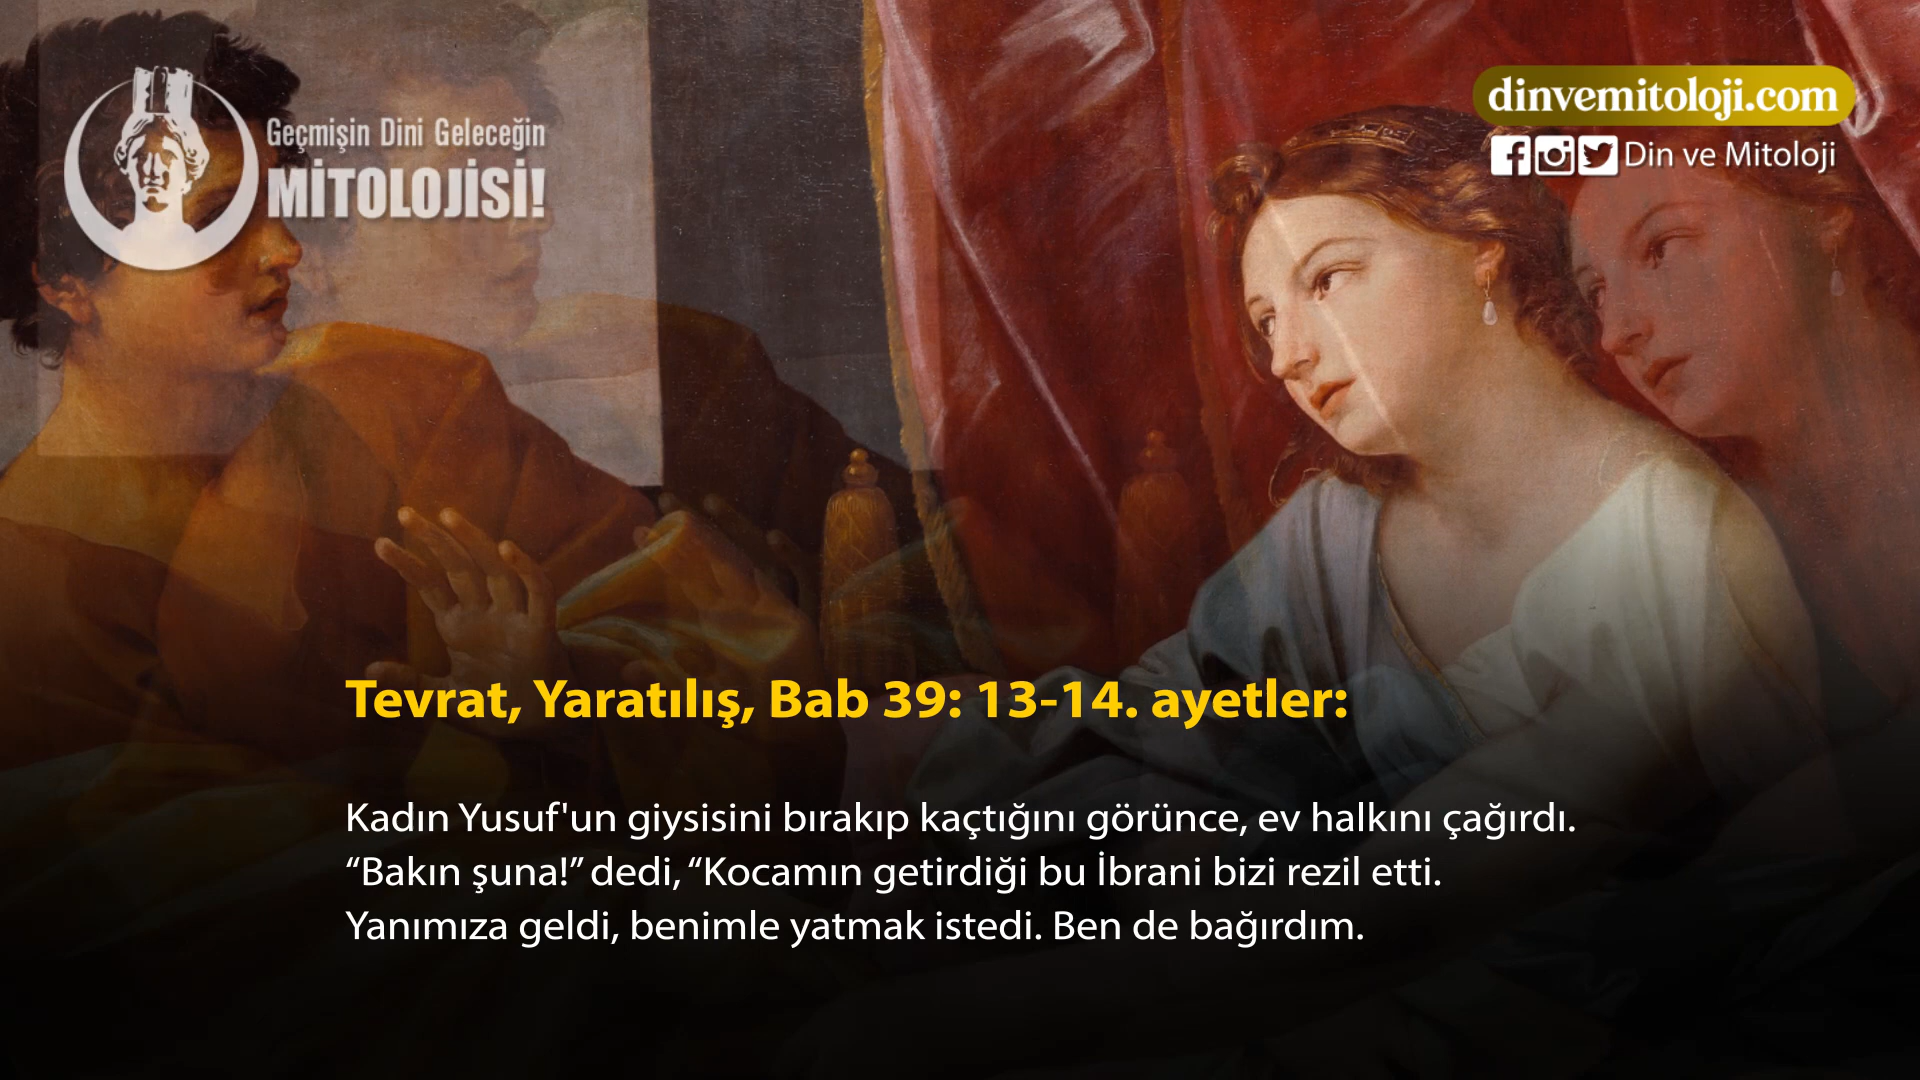 Geçmişin Dini Geleceğin
MİTOLOJİSİ!
dinvemitoloji.com
Din ve Mitoloji
Tevrat, Yaratılış, Bab 39: 13-14. ayetler:
Kadın Yusuf'un giysisini bırakıp kaçtığını görünce, ev halkını çağırdı.
“Bakın şuna!” dedi, “Kocamın getirdiği bu İbrani bizi rezil etti.
Yanımıza geldi, benimle yatmak istedi. Ben de bağırdım.